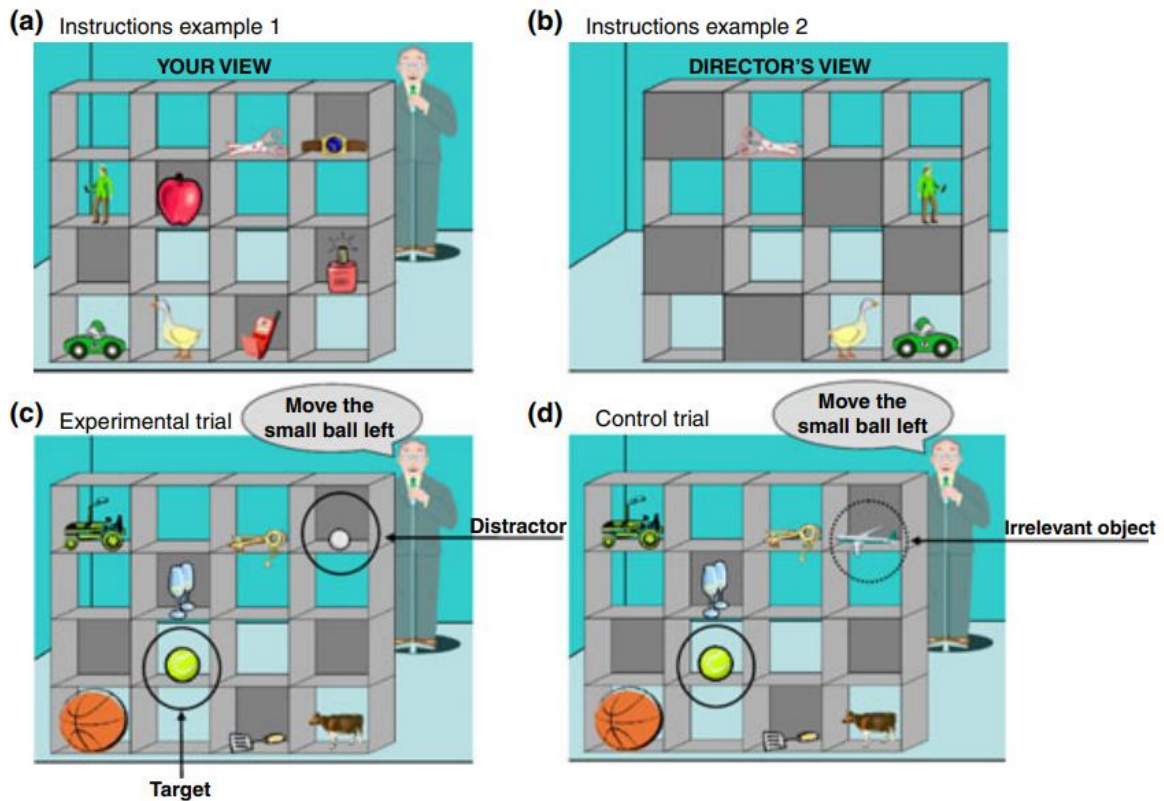 (a) Instructions example 1
YOUR VIEW
(b) Instructions example 2
DIRECTOR'S VIEW
(c) Experimental trial
Move the
small ball left
Distractor
Target
(d) Control trial
Move the
small ball left
Irrelevant object